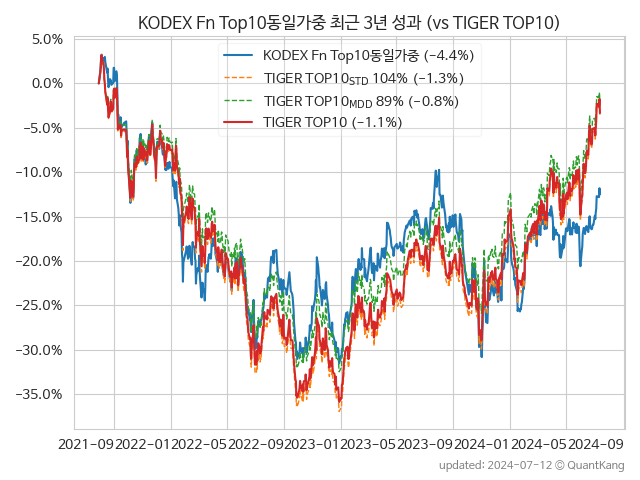 KODEX Fn Top10동일가중 최근 3년 성과 (vs TIGER TOP10)
KODEX Fn Top10동일가중 (−4.4%)
TIGER TOP10STD 104% (−1.3%)
TIGER TOP10MDD 89% (−0.8%)
TIGER TOP10 (−1.1%)
5.0%
0.0%
−5.0%
−10.0%
−15.0%
−20.0%
−25.0%
−30.0%
−35.0%
2021-09 2022-01 2022-05 2022-09 2023-01 2023-05 2023-09 2024-01 2024-05 2024-09
updated: 2024-07-12 © QuantKang